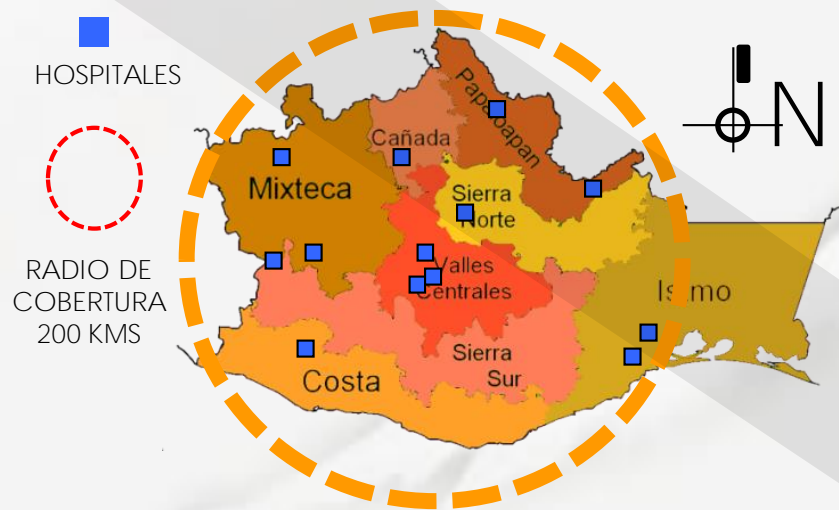 HOSPITALES
RADIO DE
COBERTURA
200 KMS
N
Papaloapan
Cañada
Mixteca
Sierra
Norte
Valles
Centrales
Istmo
Sierra
Sur
Costa